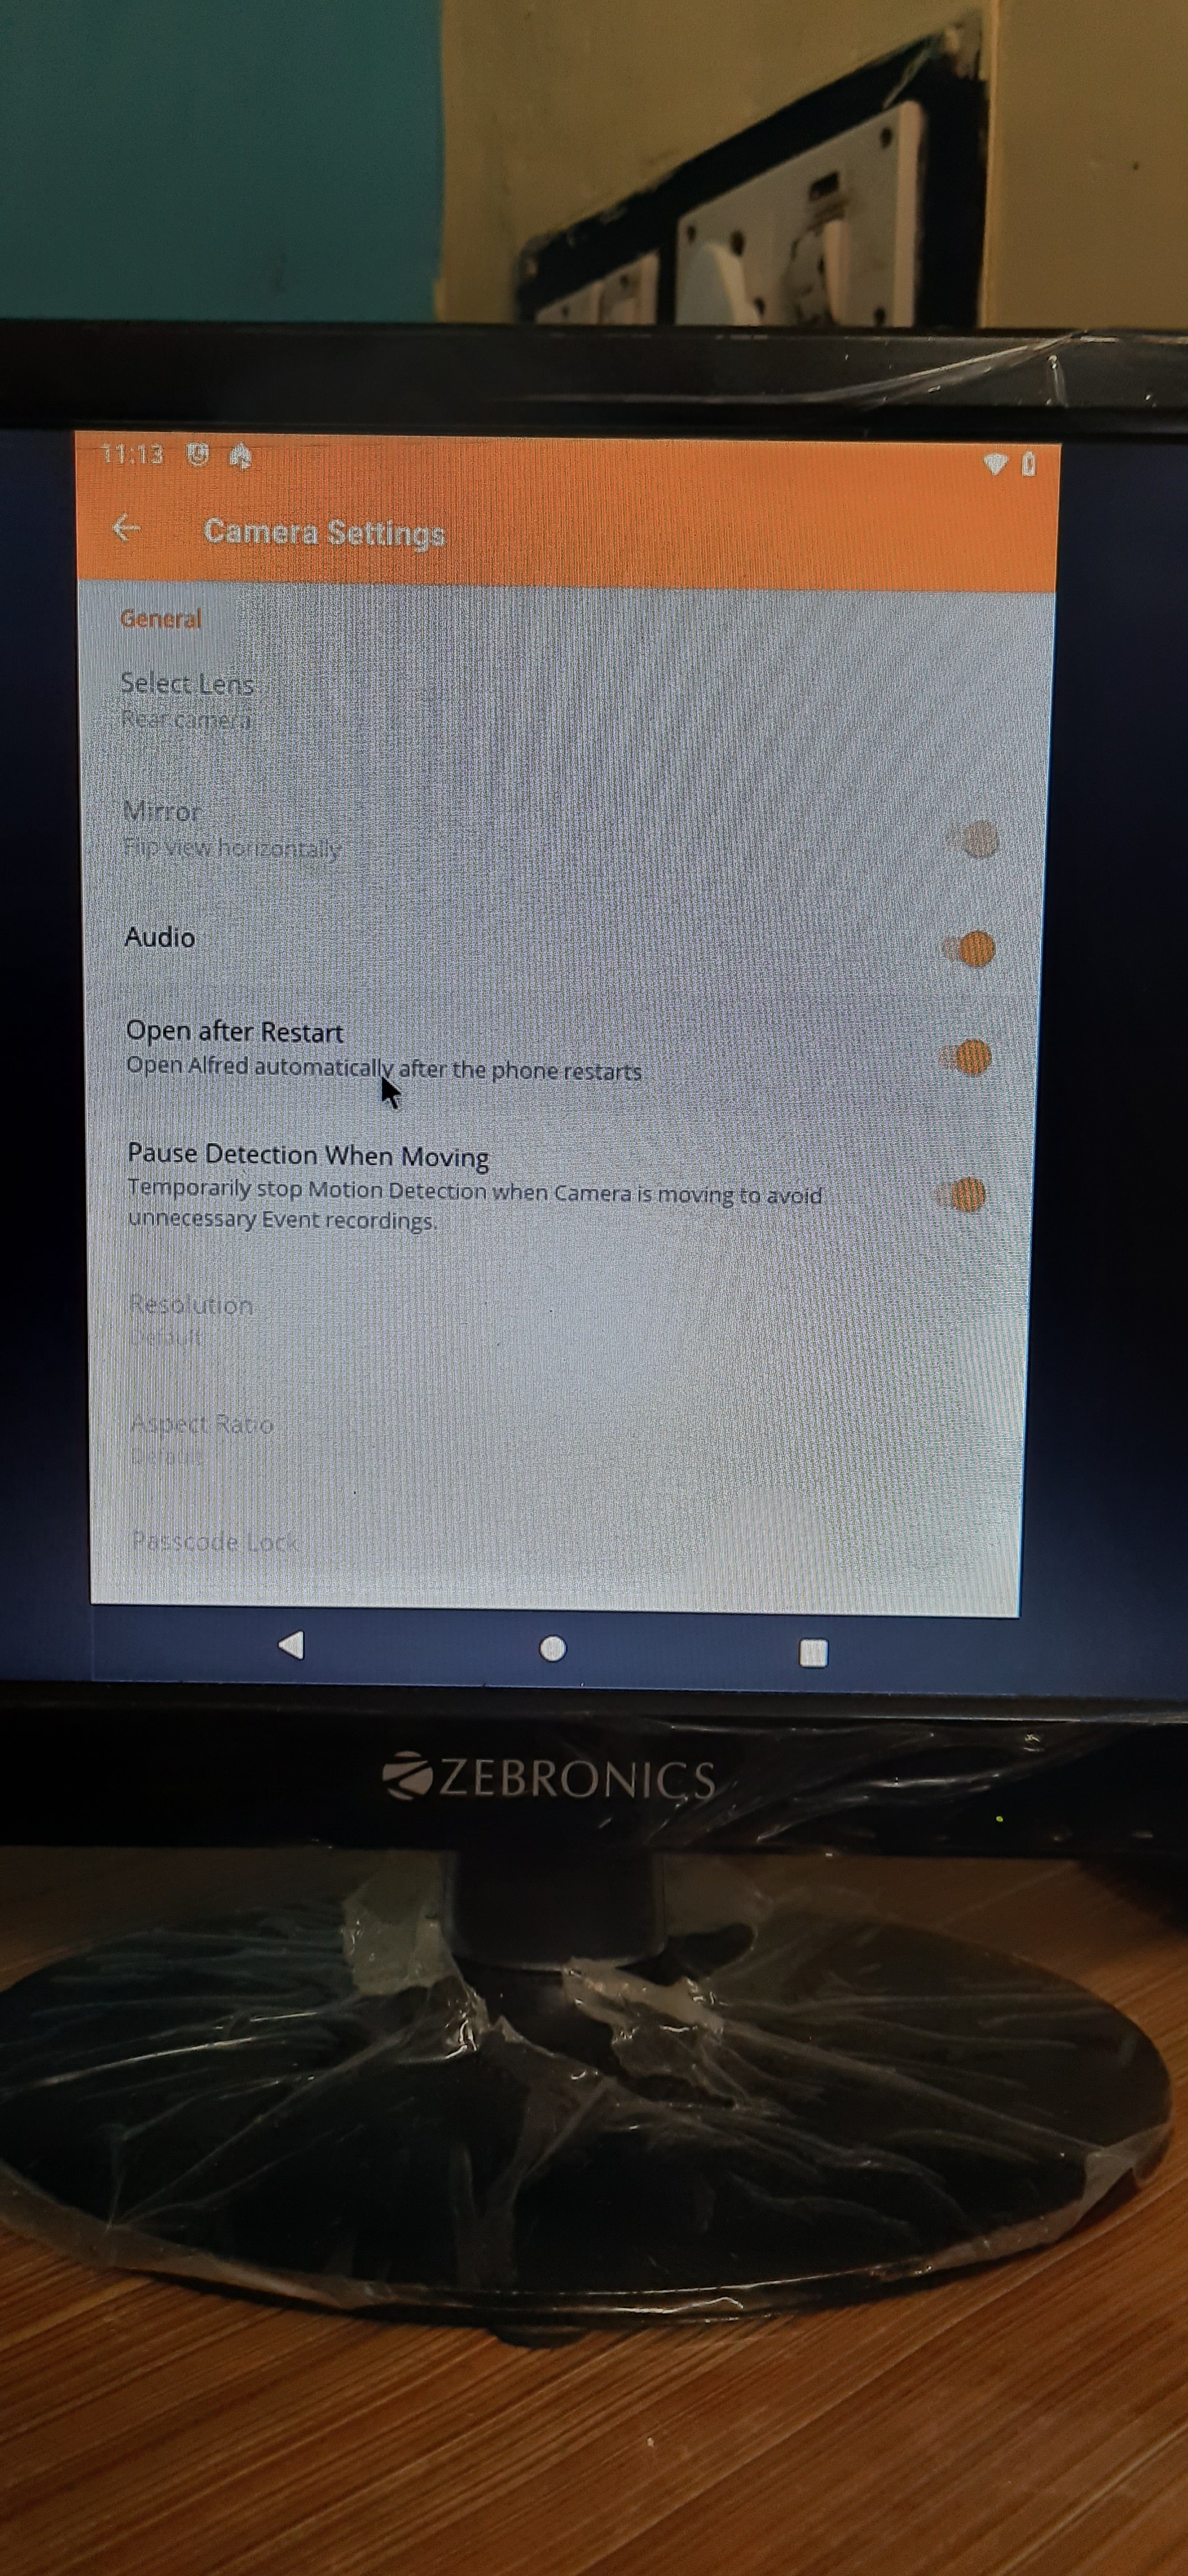 11:13
Camera Settings
General
Select Lens
Rear camera
Mirror
Flip view horizontally
Audio
Open after Restart
Open Alfred automatically after the phone restarts
Pause Detection When Moving
Temporarily stop Motion Detection when Camera is moving to avoid
unnecessary Event recordings.
Resolution
Default
Aspect Ratio
Default
Passcode Lock
ZEBRONICS